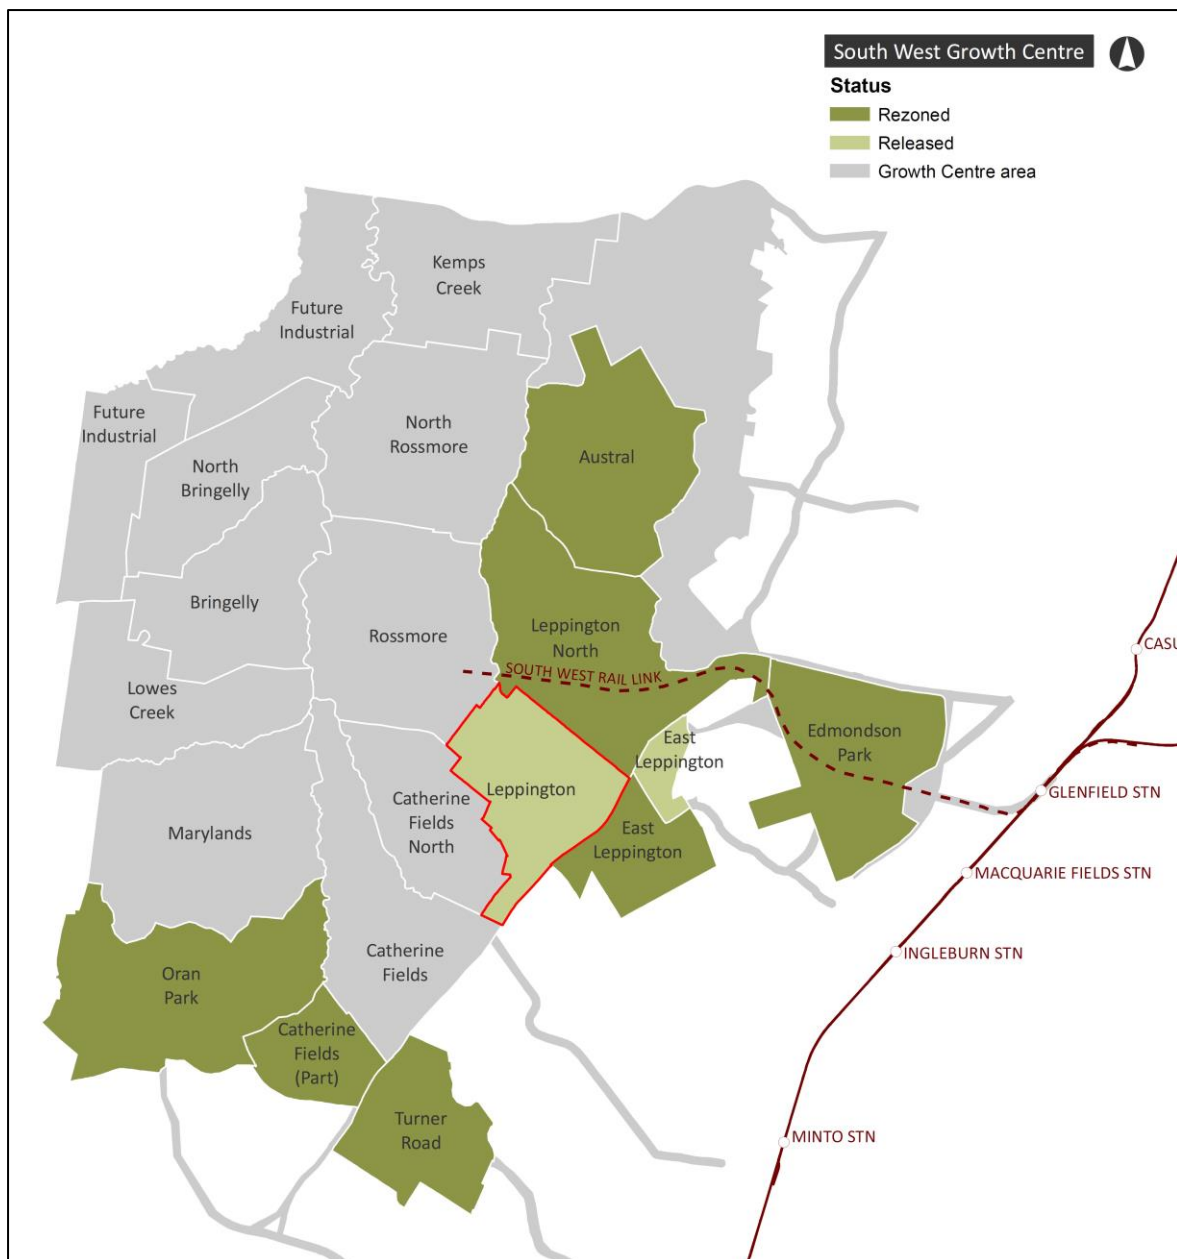 South West Growth Centre
Status
Rezoned
Released
Growth Centre area
Kemps
Creek
Future
Industrial
Future
Industrial
North
Rossmore
Austral
North
Bringelly
Bringelly
Rossmore
Leppington
North
SOUTH WEST RAIL LINK
CASU
Lowes
Creek
Edmondson
Park
East
Leppington
Leppington
GLENFIELD STN
Catherine
Fields
North
Marylands
East
Leppington
MACQUARIE FIELDS STN
Catherine
Fields
INGLEBURN STN
Oran
Park
Catherine
Fields
(Part)
Turner
Road
MINTO STN